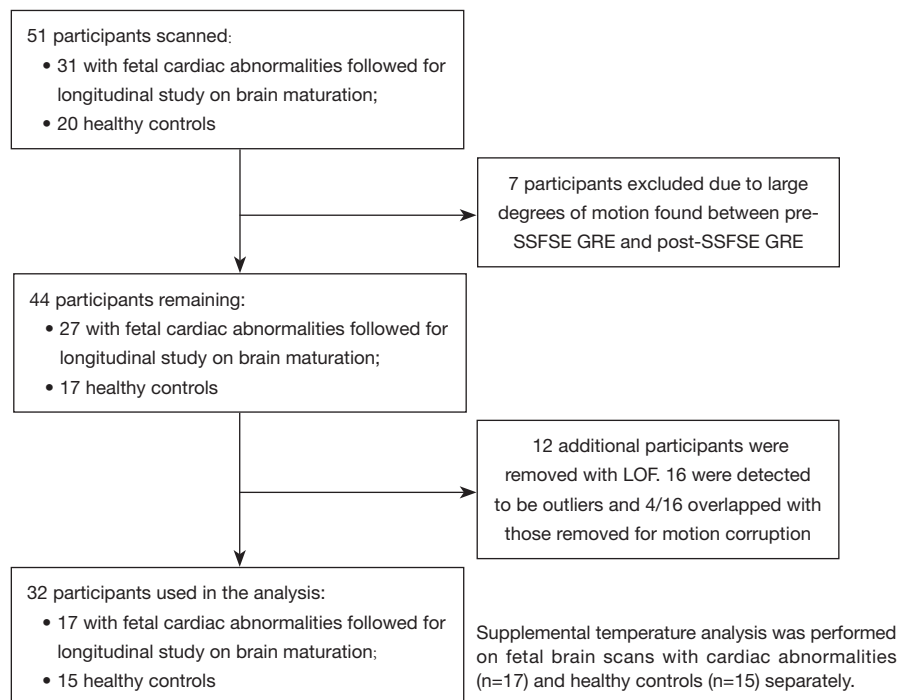 51 participants scanned:
• 31 with fetal cardiac abnormalities followed for
longitudinal study on brain maturation;
• 20 healthy controls
7 participants excluded due to large
degrees of motion found between pre-
SSFSE GRE and post-SSFSE GRE
44 participants remaining:
• 27 with fetal cardiac abnormalities followed for
longitudinal study on brain maturation;
• 17 healthy controls
12 additional participants were
removed with LOF. 16 were detected
to be outliers and 4/16 overlapped with
those removed for motion corruption
32 participants used in the analysis:
• 17 with fetal cardiac abnormalities followed for
longitudinal study on brain maturation;
• 15 healthy controls
Supplemental temperature analysis was performed
on fetal brain scans with cardiac abnormalities
(n=17) and healthy controls (n=15) separately.